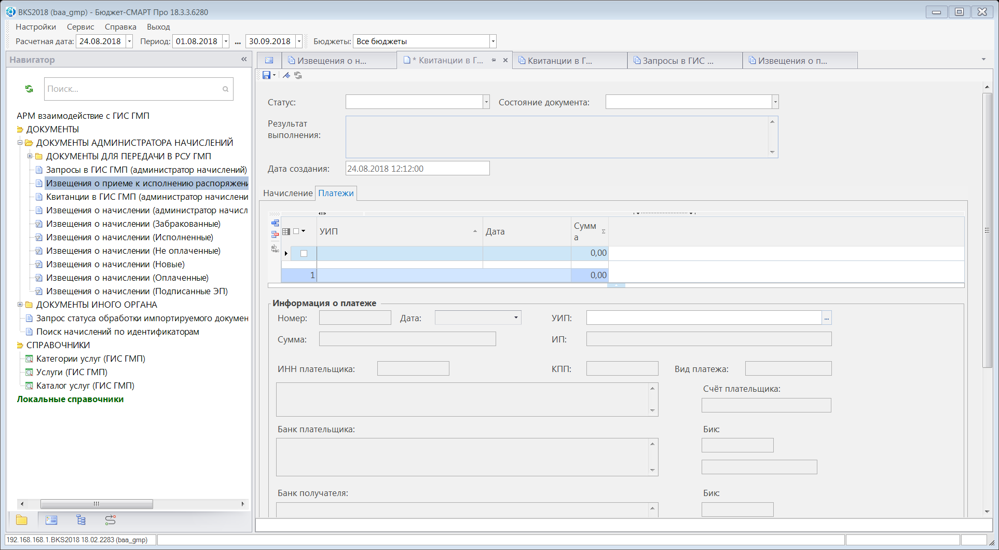 BKS2018 (baa_gmp) - Бюджет-СМАРТ Про 18.3.3.6280
Настройки Сервис Справка Выход
Расчетная дата: 24.08.2018 Период: 01.08.2018 ... 30.09.2018 Бюджеты: Все бюджеты
Навигатор
Извещения о н...
* Квитанции в Г...
Квитанции в Г...
Запросы в ГИС ...
Извещения о п...
Поиск...
АРМ взаимодействие с ГИС ГМП
ДОКУМЕНТЫ
ДОКУМЕНТЫ АДМИНИСТРАТОРА НАЧИСЛЕНИЙ
ДОКУМЕНТЫ ДЛЯ ПЕРЕДАЧИ В РСУ ГМП
Запросы в ГИС ГМП (администратор начислений)
Извещения о приеме к исполнению распоряжени
Квитанции в ГИС ГМП (администратор начислени
Извещения о начислении (администратор начисл
Извещения о начислении (Забракованные)
Извещения о начислении (Исполненные)
Извещения о начислении (Не оплаченные)
Извещения о начислении (Новые)
Извещения о начислении (Оплаченные)
Извещения о начислении (Подписанные ЭП)
ДОКУМЕНТЫ ИНОГО ОРГАНА
Запрос статуса обработки импортируемого докумен
Поиск начислений по идентификаторам
СПРАВОЧНИКИ
Категории услуг (ГИС ГМП)
Услуги (ГИС ГМП)
Каталог услуг (ГИС ГМП)
Локальные справочники
Статус: Состояние документа:
Результат
выполнения:
Дата создания: 24.08.2018 12:12:00
Начисление Платежи
УИП Дата Сумм
а Σ
ab
ac
0,00
1 0,00
Информация о платеже
Номер: Дата: УИП: ...
Сумма: ИП:
ИНН плательщика: КПП: Вид платежа:
Счёт плательщика:
Банк плательщика: Бик:
Банк получателя: Бик:
192.168.168.1.BKS2018 18.02.2283 (baa_gmp)